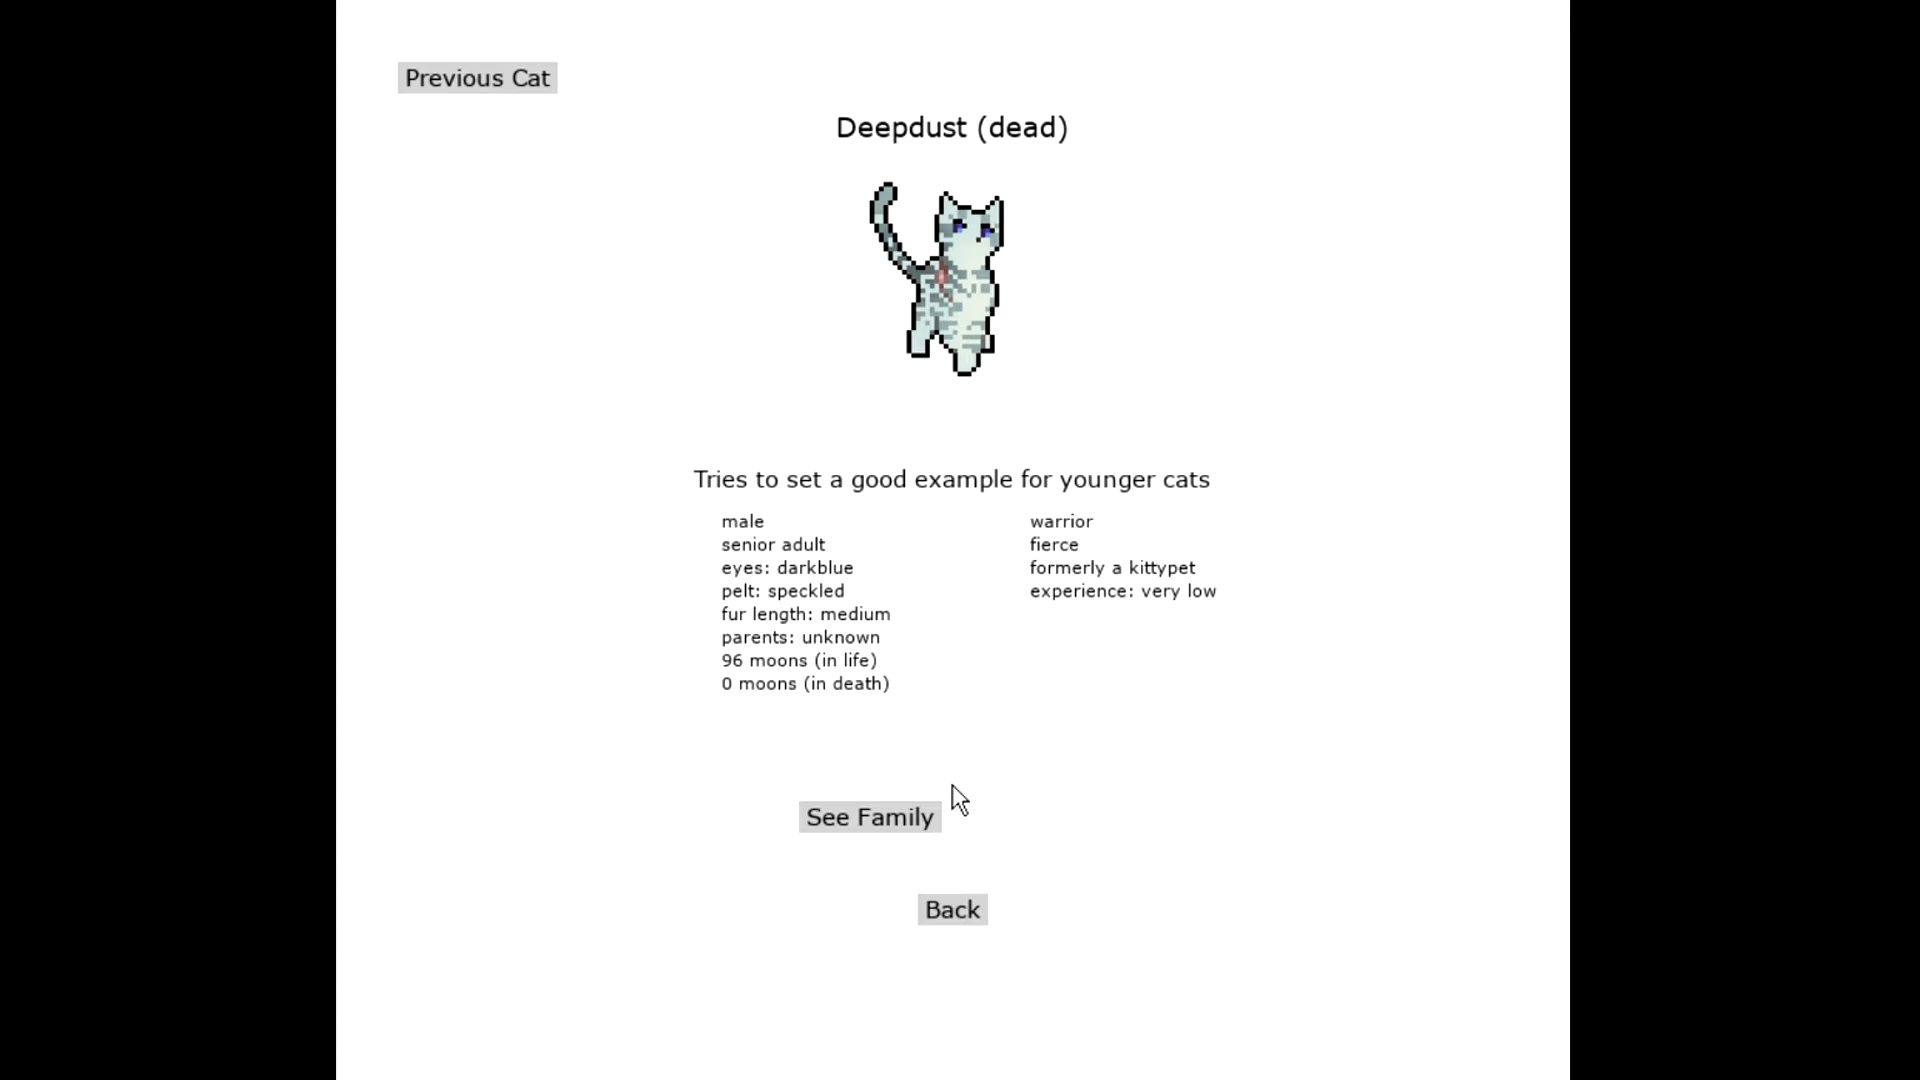 Previous Cat
Deepdust (dead)
Tries to set a good example for younger cats
male
senior adult
eyes: darkblue
pelt: speckled
fur length: medium
parents: unknown
96 moons (in life)
0 moons (in death)
warrior
fierce
formerly a kittypet
experience: very low
See Family
Back